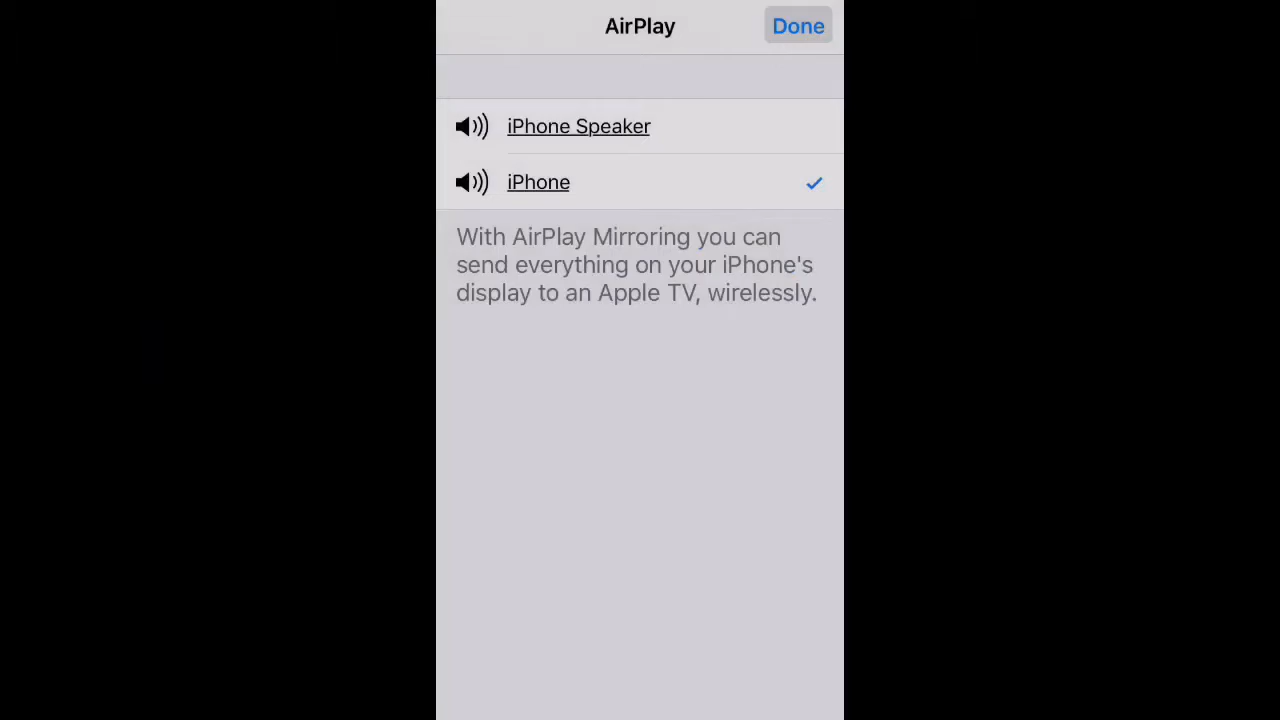 AirPlay
Done
iPhone Speaker
iPhone
With AirPlay Mirroring you can
send everything on your iPhone's
display to an Apple TV, wirelessly.